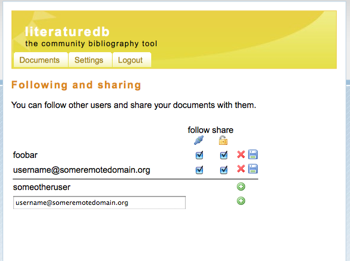 literaturedb
the community bibliography tool
Documents Settings Logout
Following and sharing
You can follow other users and share your documents with them.
follow share
foobar
username@someremotedomain.org
someotheruser
username@someremotedomain.org